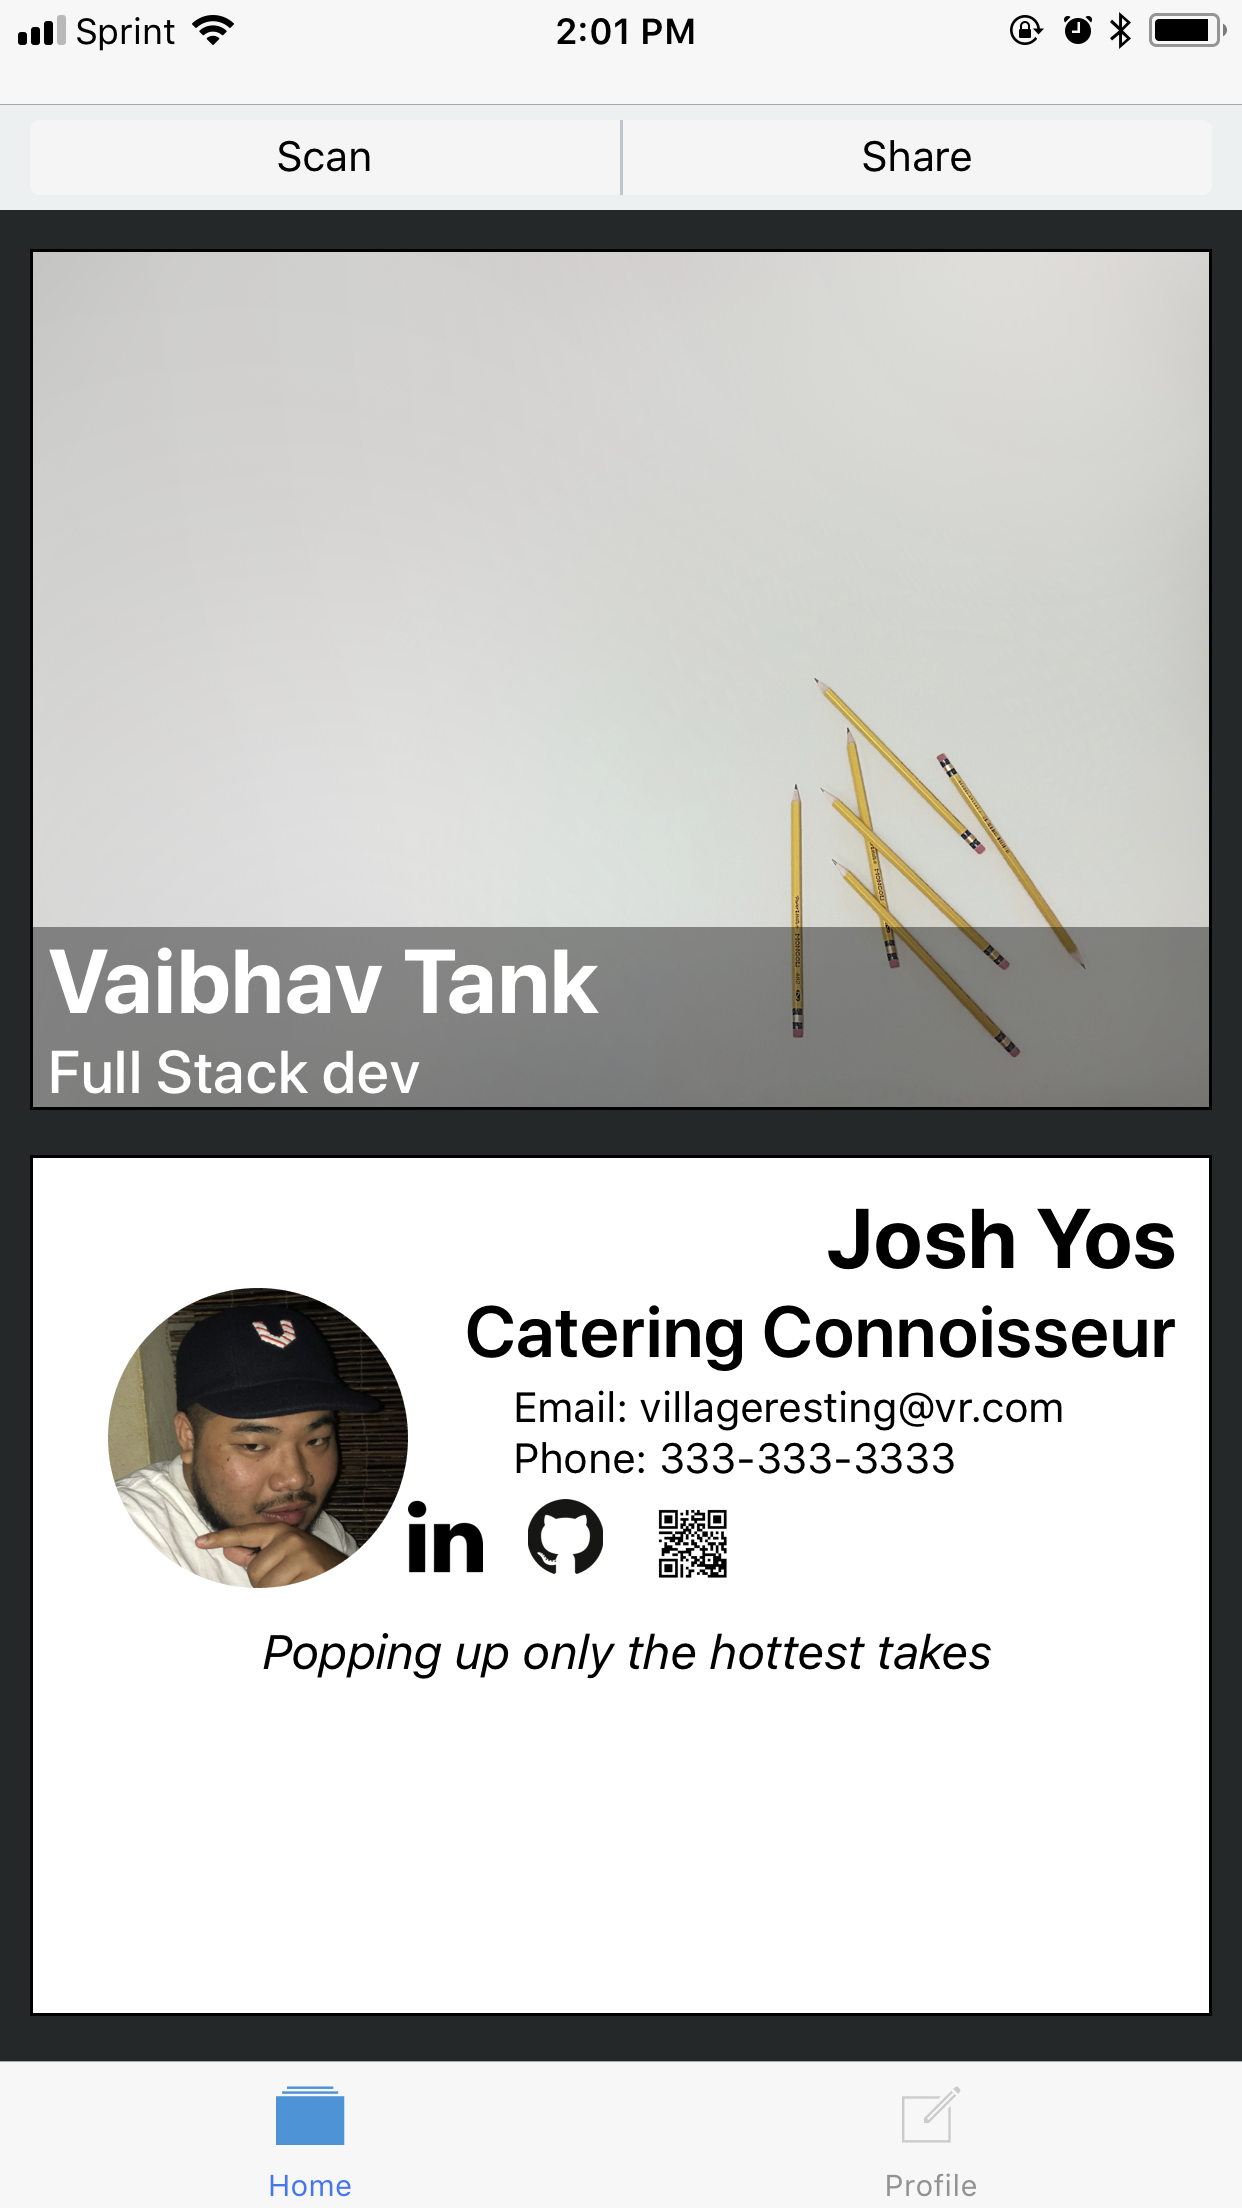 Sprint 2:01 PM
Scan Share
Vaibhav Tank
Full Stack dev
Josh Yos
Catering Connoisseur
Email: villageresting@vr.com
Phone: 333-333-3333
in
Popping up only the hottest takes
Home Profile